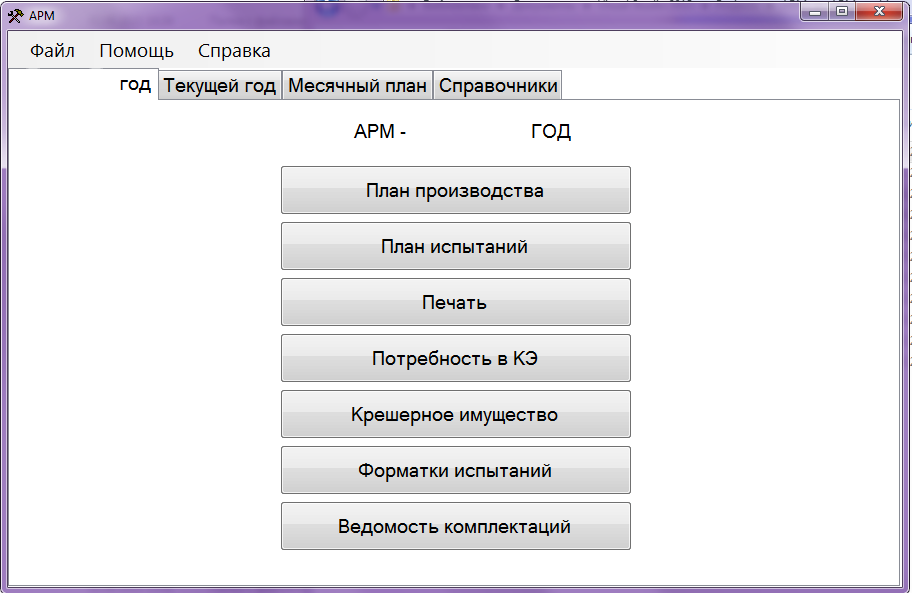 АРМ
Файл Помощь Справка
год Текущей год Месячный план Справочники
АРМ - ГОД
План производства
План испытаний
Печать
Потребность в КЭ
Крешерное имущество
Форматки испытаний
Ведомость комплектаций